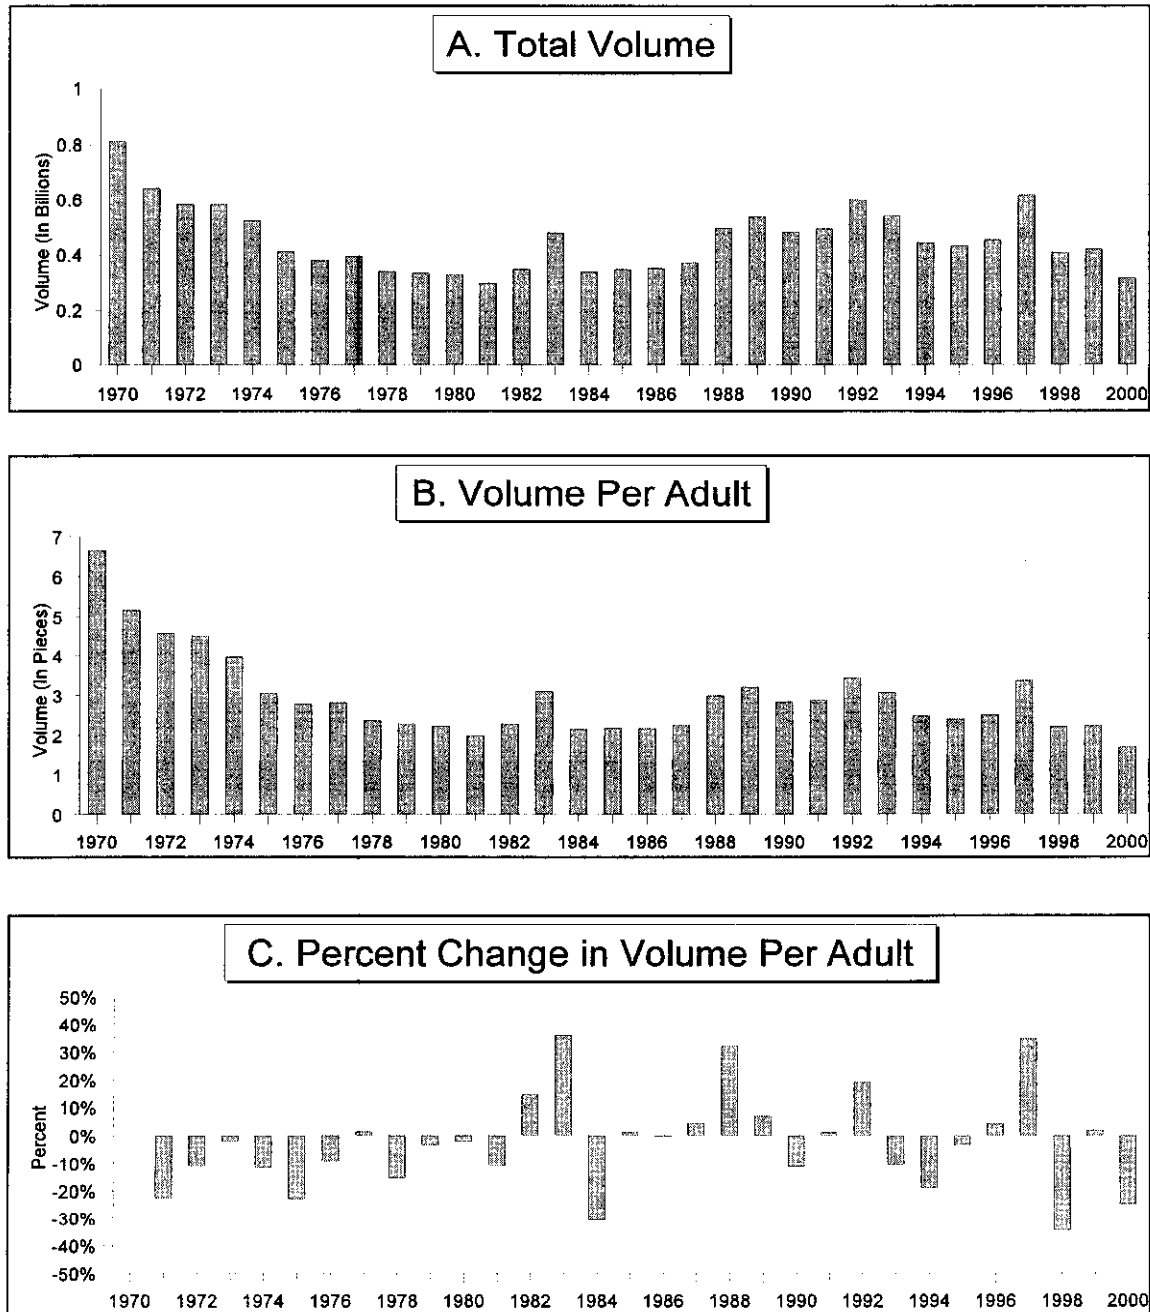 A. Total Volume
Volume (In Billions)
1
0.8
0.6
0.4
0.2
0
1970 1972 1974 1976 1978 1980 1982 1984 1986 1988 1990 1992 1994 1996 1998 2000
B. Volume Per Adult
Volume (In Pieces)
7
6
5
4
3
2
1
0
1970 1972 1974 1976 1978 1980 1982 1984 1986 1988 1990 1992 1994 1996 1998 2000
C. Percent Change in Volume Per Adult
Percent
50%
40%
30%
20%
10%
0%
-10%
-20%
-30%
-40%
-50%
1970 1972 1974 1976 1978 1980 1982 1984 1986 1988 1990 1992 1994 1996 1998 2000